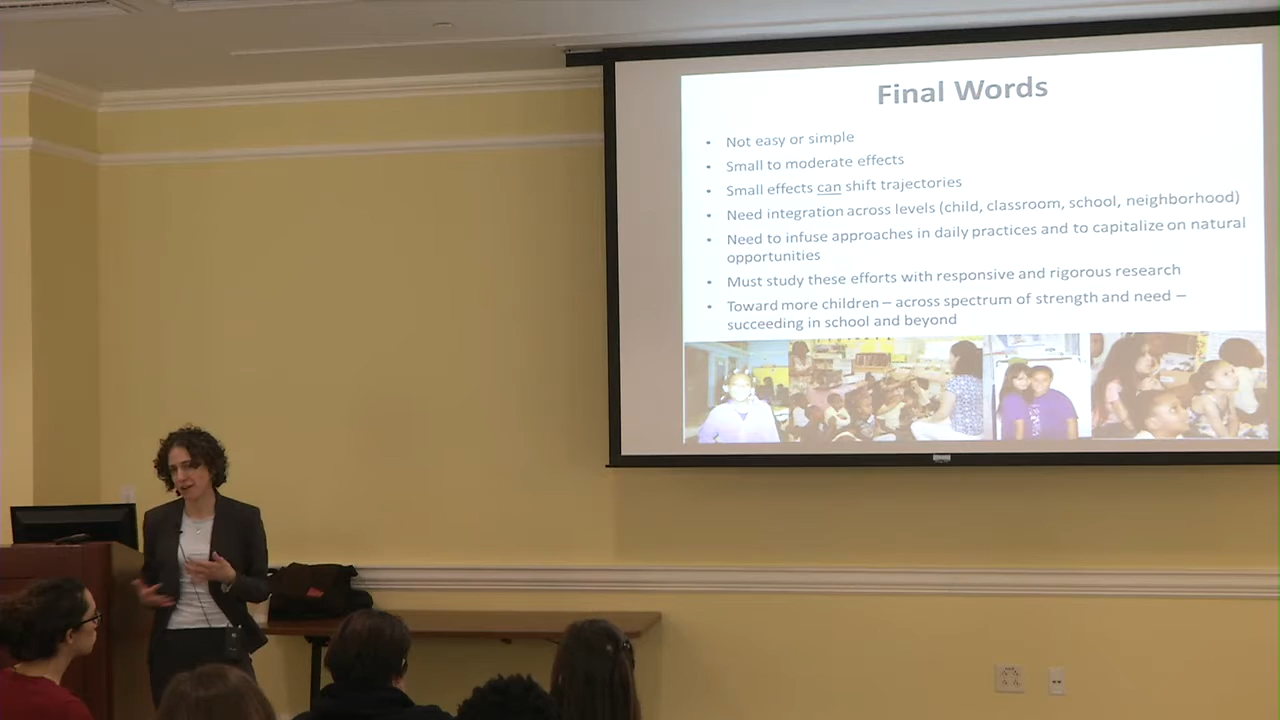 Final Words
• Not easy or simple
• Small to moderate effects
• Small effects can shift trajectories
• Need integration across levels (child, classroom, school, neighborhood)
• Need to infuse approaches in daily practices and to capitalize on natural
opportunities
• Must study these efforts with responsive and rigorous research
• Toward more children – across spectrum of strength and need –
succeeding in school and beyond